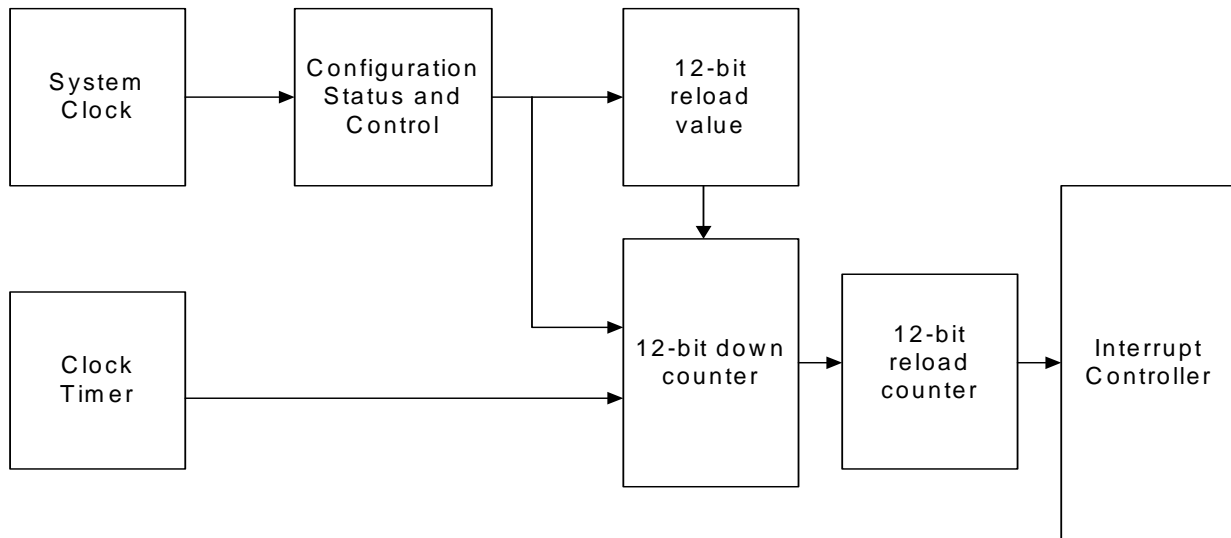 System
Clock
Configuration
Status and
Control
12-bit
reload
value
Clock
Timer
12-bit down
counter
12-bit
reload
counter
Interrupt
Controller